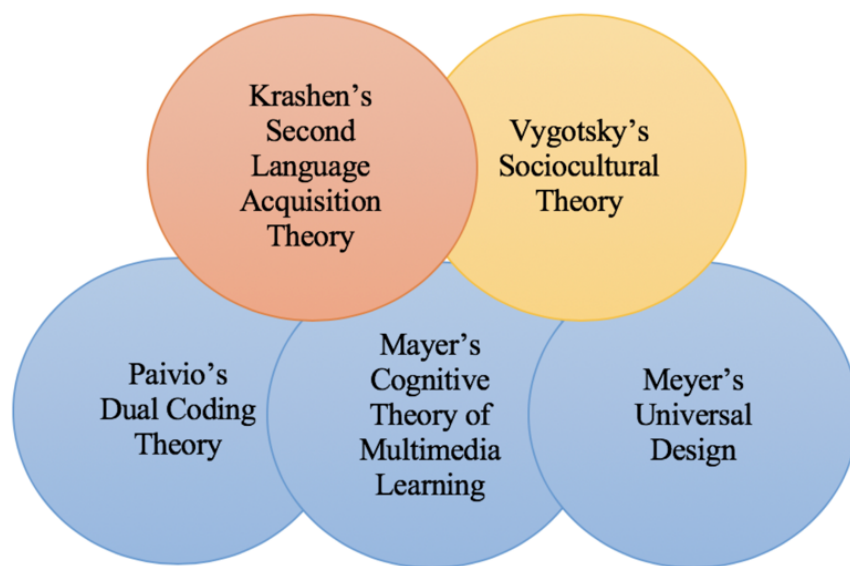 Krashen’s
Second
Language
Acquisition
Theory
Vygotsky’s
Sociocultural
Theory
Paivio’s
Dual Coding
Theory
Mayer’s
Cognitive
Theory of
Multimedia
Learning
Meyer’s
Universal
Design